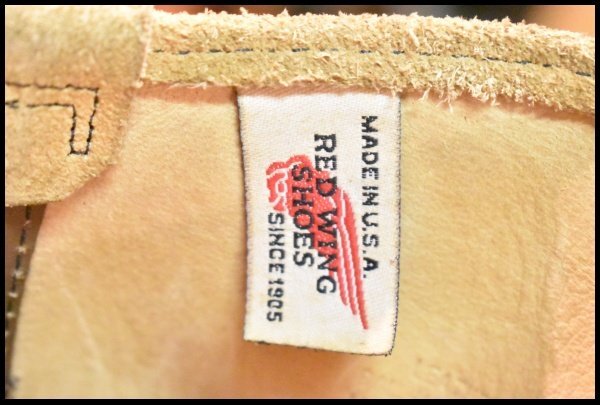 MADE IN U.S.A.
RED WING
SHOES
SINCE 1905